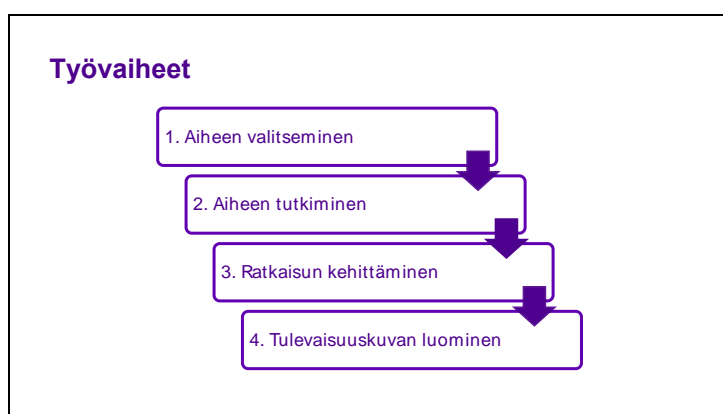 Työvaiheet
1. Aiheen valitseminen
2. Aiheen tutkiminen
3. Ratkaisun kehittäminen
4. Tulevaisuuskuvan luominen